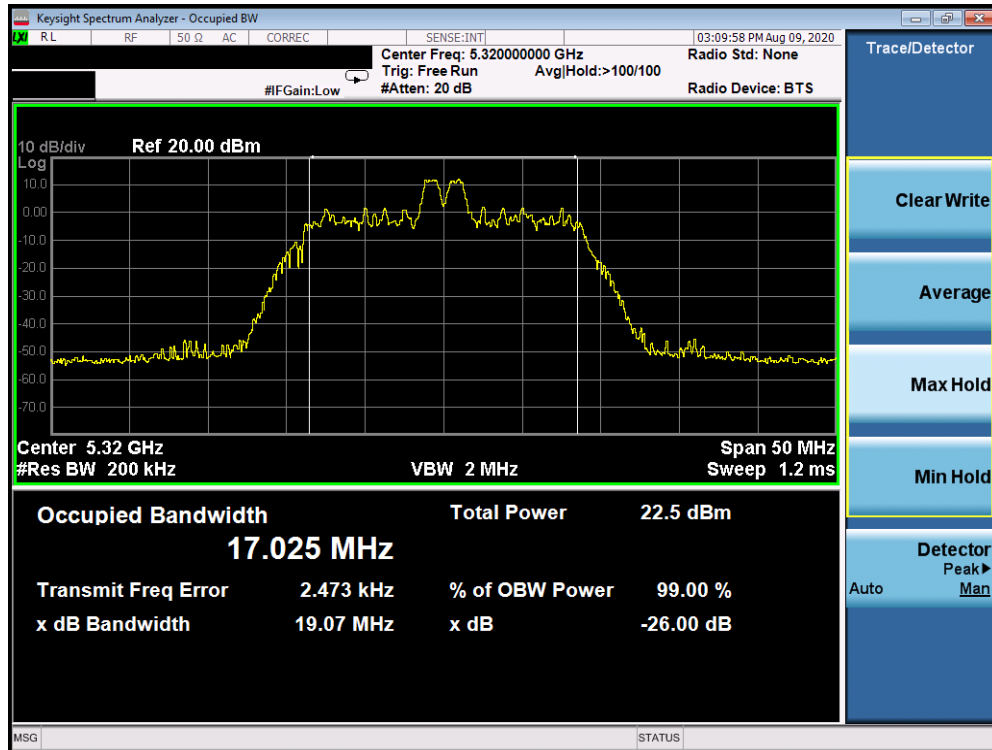 Keysight Spectrum Analyzer - Occupied BW
LXI RL RF 50 Ω AC CORREC SENSE:INT 03:09:58 PM Aug 09, 2020
Center Freq: 5.320000000 GHz Radio Std: None
Trig: Free Run Avg|Hold:>100/100
#IFGain:Low #Atten: 20 dB Radio Device: BTS
10 dB/div Ref 20.00 dBm
Log
10.0
0.00
-10.0
-20.0
-30.0
-40.0
-50.0
-60.0
-70.0
Center 5.32 GHz Span 50 MHz
#Res BW 200 kHz VBW 2 MHz Sweep 1.2 ms
Occupied Bandwidth Total Power 22.5 dBm
17.025 MHz
Transmit Freq Error 2.473 kHz % of OBW Power 99.00 %
x dB Bandwidth 19.07 MHz x dB -26.00 dB
MSG STATUS
Trace/Detector
Clear Write
Average
Max Hold
Min Hold
Detector
Peak▶
Auto Man